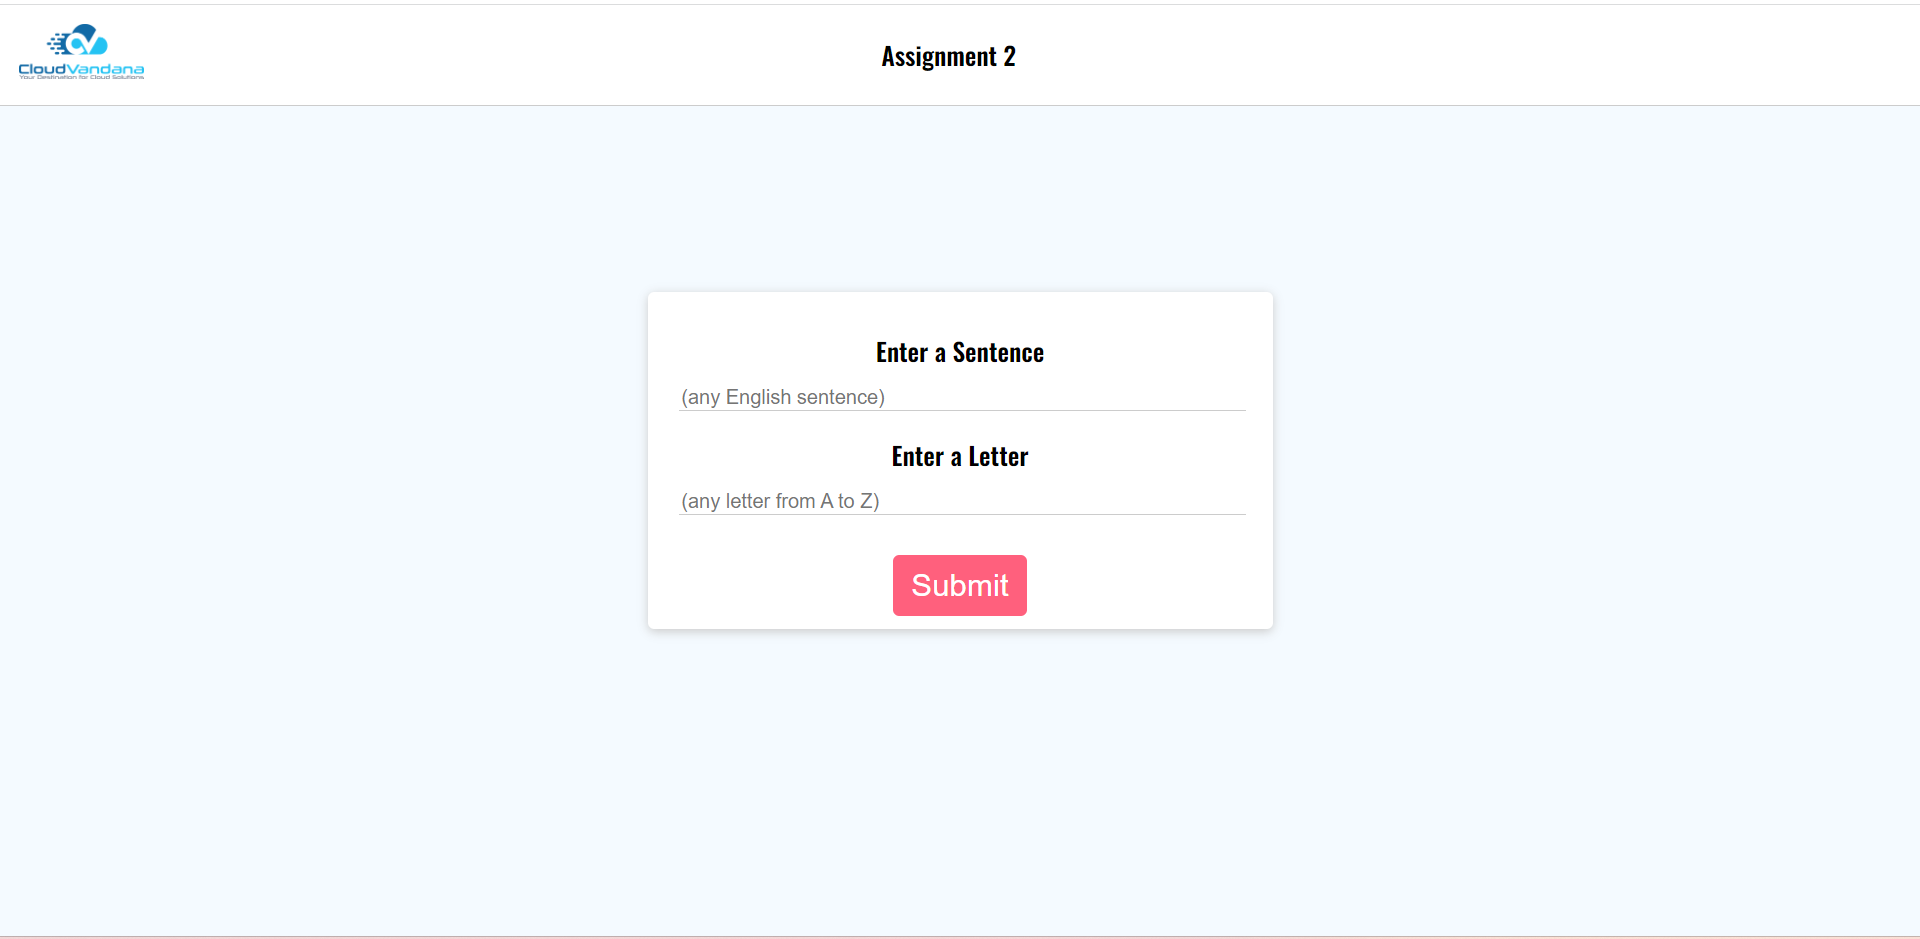 CloudVandana
Your Destination for Cloud Solutions
Assignment 2
Enter a Sentence
(any English sentence)
Enter a Letter
(any letter from A to Z)
Submit